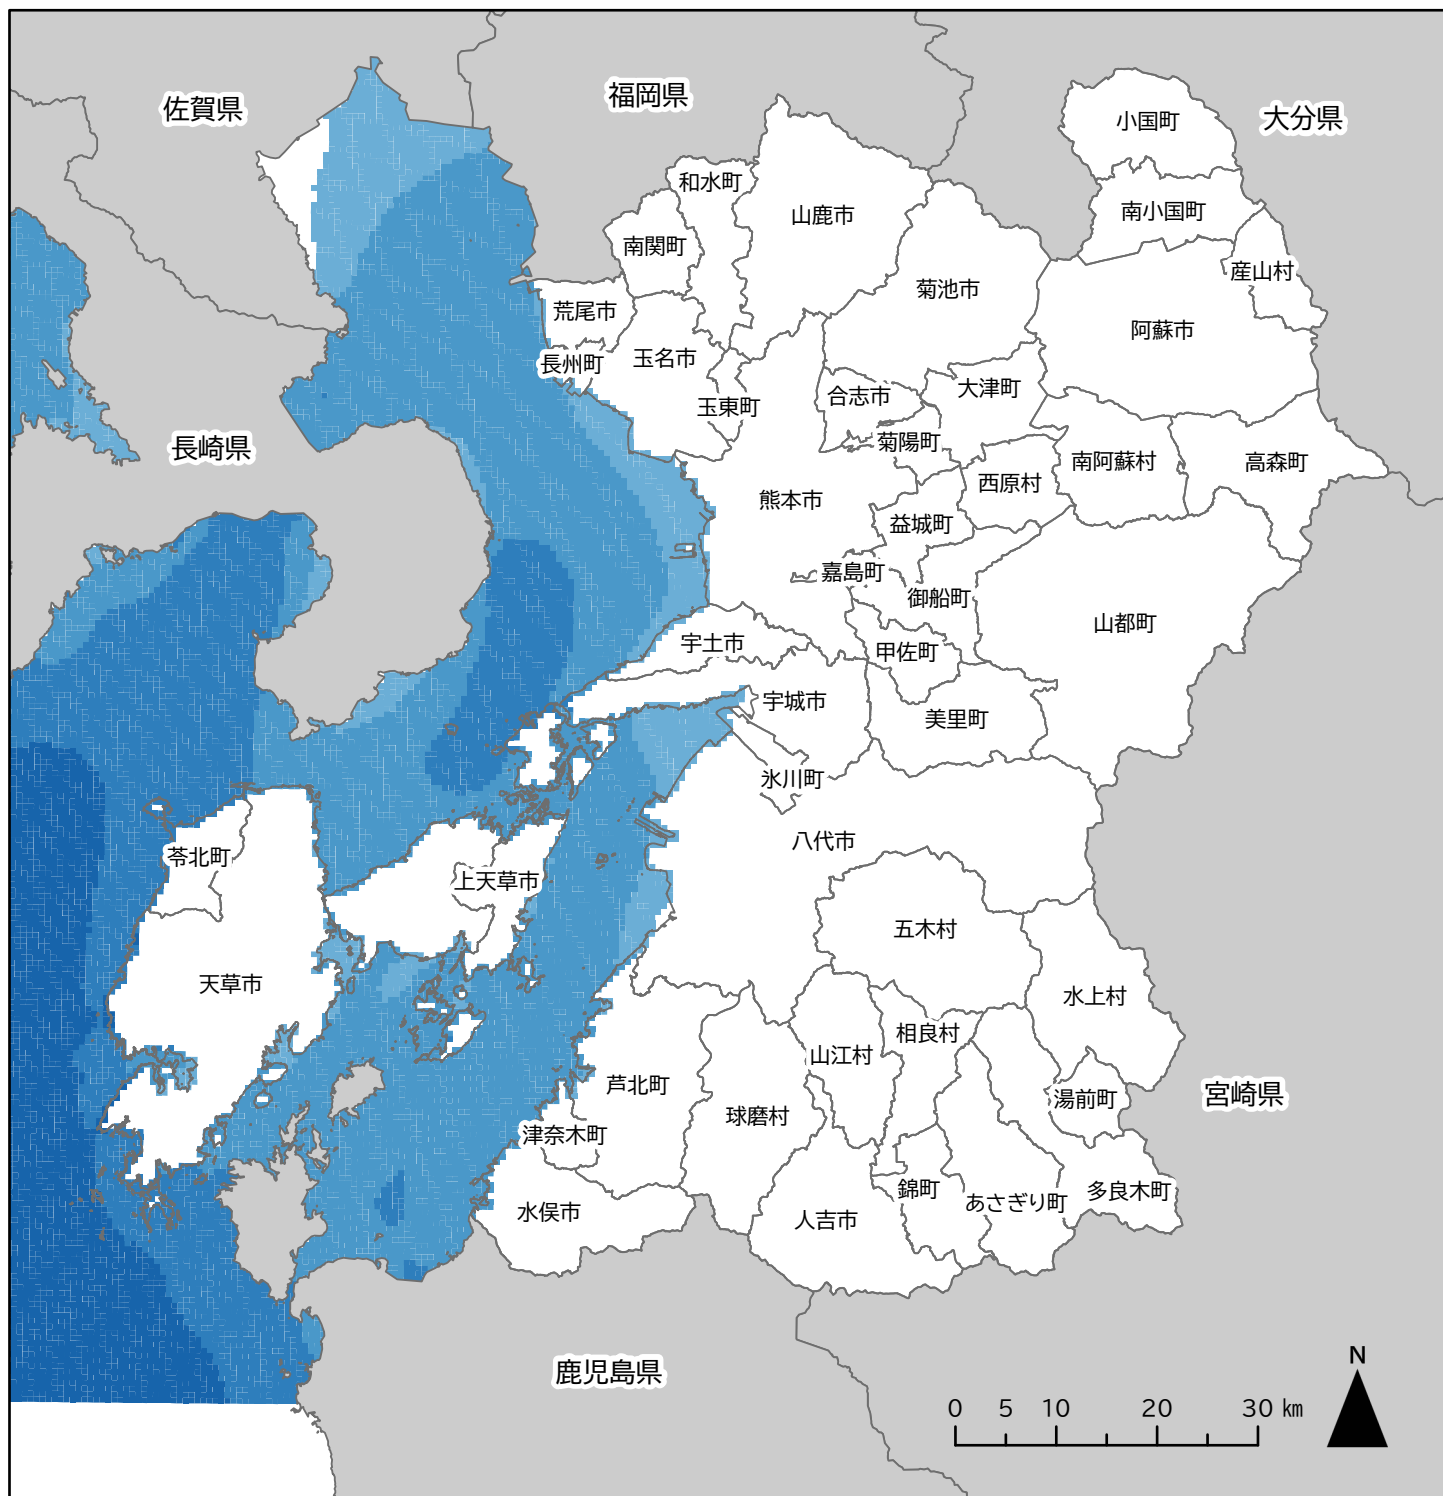 佐賀県
福岡県
大分県
小国町
和水町
山鹿市
南小国町
南関町
産山村
菊池市
荒尾市
阿蘇市
長州町
玉名市
大津町
合志市
玉東町
菊陽町
長崎県
南阿蘇村
高森町
西原村
熊本市
益城町
嘉島町
御船町
山都町
宇土市
甲佐町
宇城市
美里町
氷川町
八代市
苓北町
上天草市
五木村
天草市
水上村
相良村
山江村
芦北町
宮崎県
湯前町
球磨村
津奈木町
錦町
多良木町
あさぎり町
水俣市
人吉市
鹿児島県
N
0 5 10 20 30 ㎞